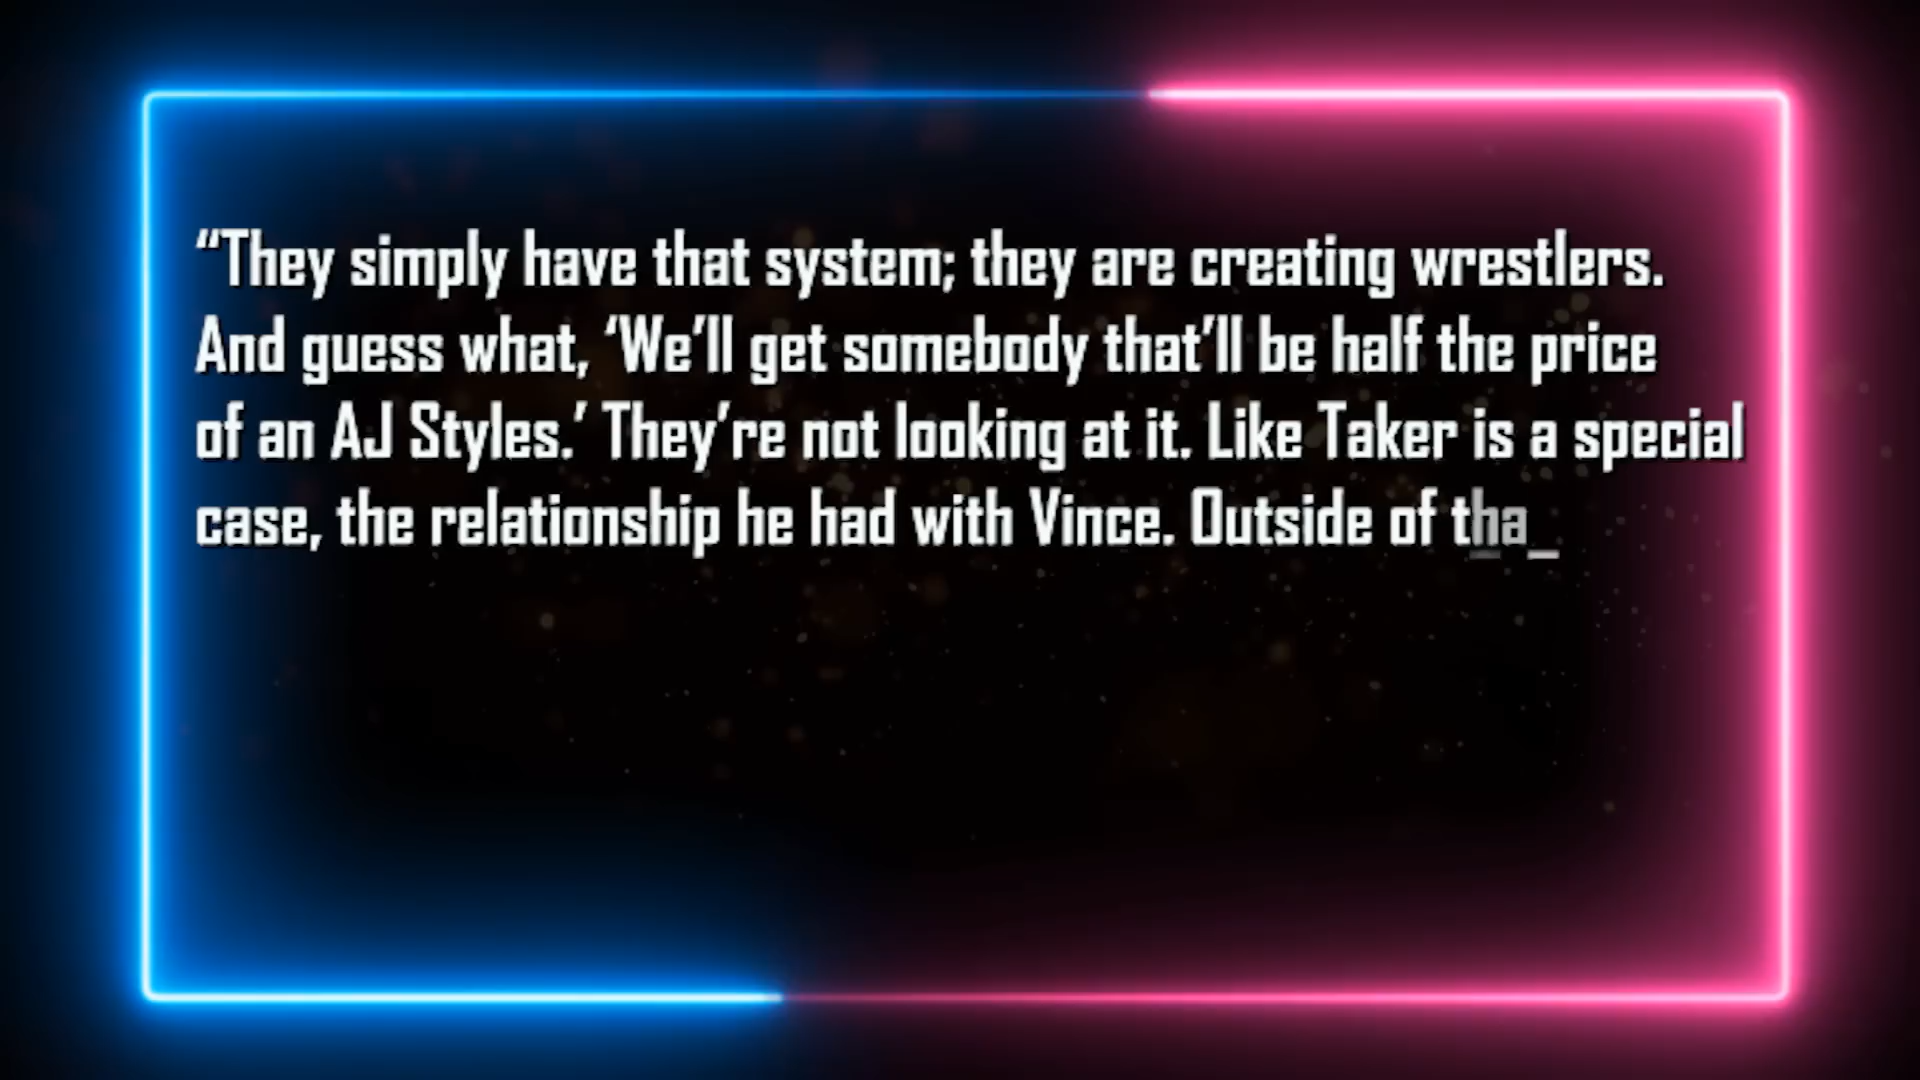 “They simply have that system; they are creating wrestlers.
And guess what, ‘We’ll get somebody that’ll be half the price
of an AJ Styles.’ They’re not looking at it. Like Taker is a special
case, the relationship he had with Vince. Outside of tha_